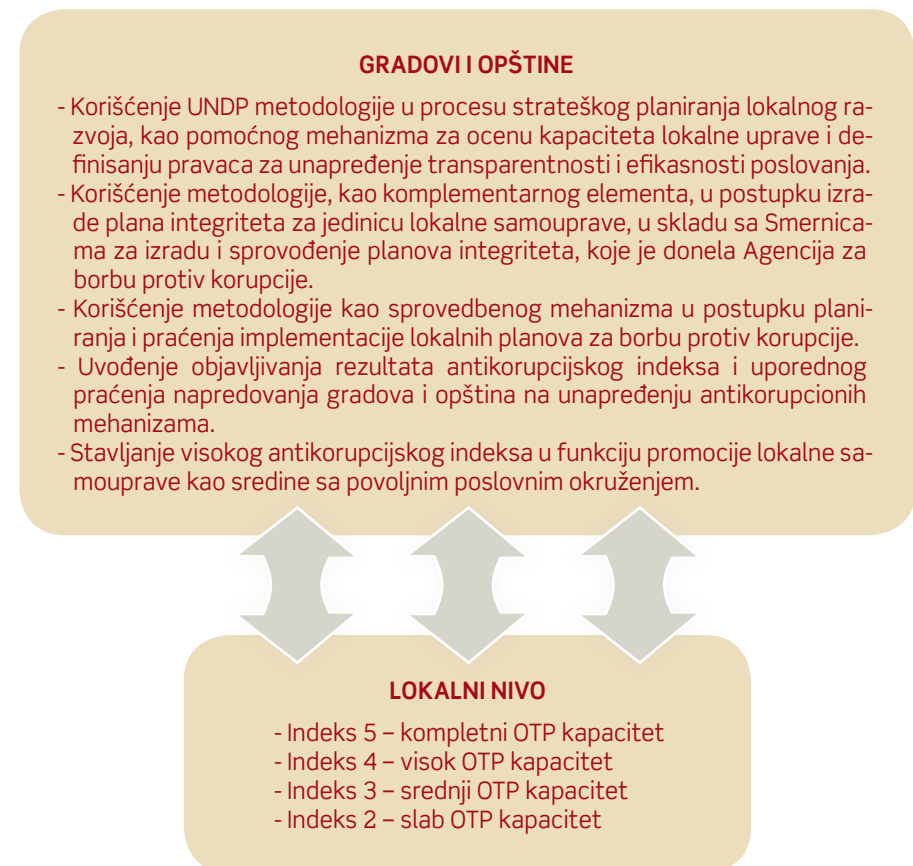 GRADOVI I OPŠTINE
- Korišćenje UNDP metodologije u procesu strateškog planiranja lokalnog ra-
zvoja, kao pomoćnog mehanizma za ocenu kapaciteta lokalne uprave i de-
finisanju pravaca za unapređenje transparentnosti i efikasnosti poslovanja.
- Korišćenje metodologije, kao komplementarnog elementa, u postupku izra-
de plana integriteta za jedinicu lokalne samouprave, u skladu sa Smernica-
ma za izradu i sprovođenje planova integriteta, koje je donela Agencija za
borbu protiv korupcije.
- Korišćenje metodologije kao sprovedbenog mehanizma u postupku plani-
ranja i praćenja implementacije lokalnih planova za borbu protiv korupcije.
- Uvođenje objavljivanja rezultata antikorupcijskog indeksa i uporednog
praćenja napredovanja gradova i opština na unapređenju antikorupcionih
mehanizama.
- Stavljanje visokog antikorupcijskog indeksa u funkciju promocije lokalne sa-
mouprave kao sredine sa povoljnim poslovnim okruženjem.
LOKALNI NIVO
- Indeks 5 – kompletni OTP kapacitet
- Indeks 4 – visok OTP kapacitet
- Indeks 3 – srednji OTP kapacitet
- Indeks 2 – slab OTP kapacitet